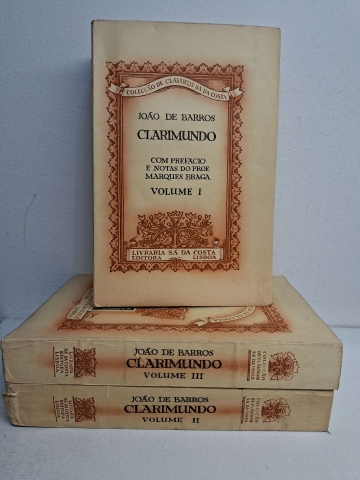 COLECÇÃO DE CLÁSSICOS SÁ DA COSTA
JOÃO DE BARROS
CLARIMUNDO
COM PREFÁCIO
E NOTAS DO PROF.
MARQUES BRAGA
VOLUME I
LIVRARIA SÁ DA COSTA
EDITORA LISBOA
JOÃO DE BARROS
CLARIMUNDO
VOLUME III
JOÃO DE BARROS
CLARIMUNDO
VOLUME II